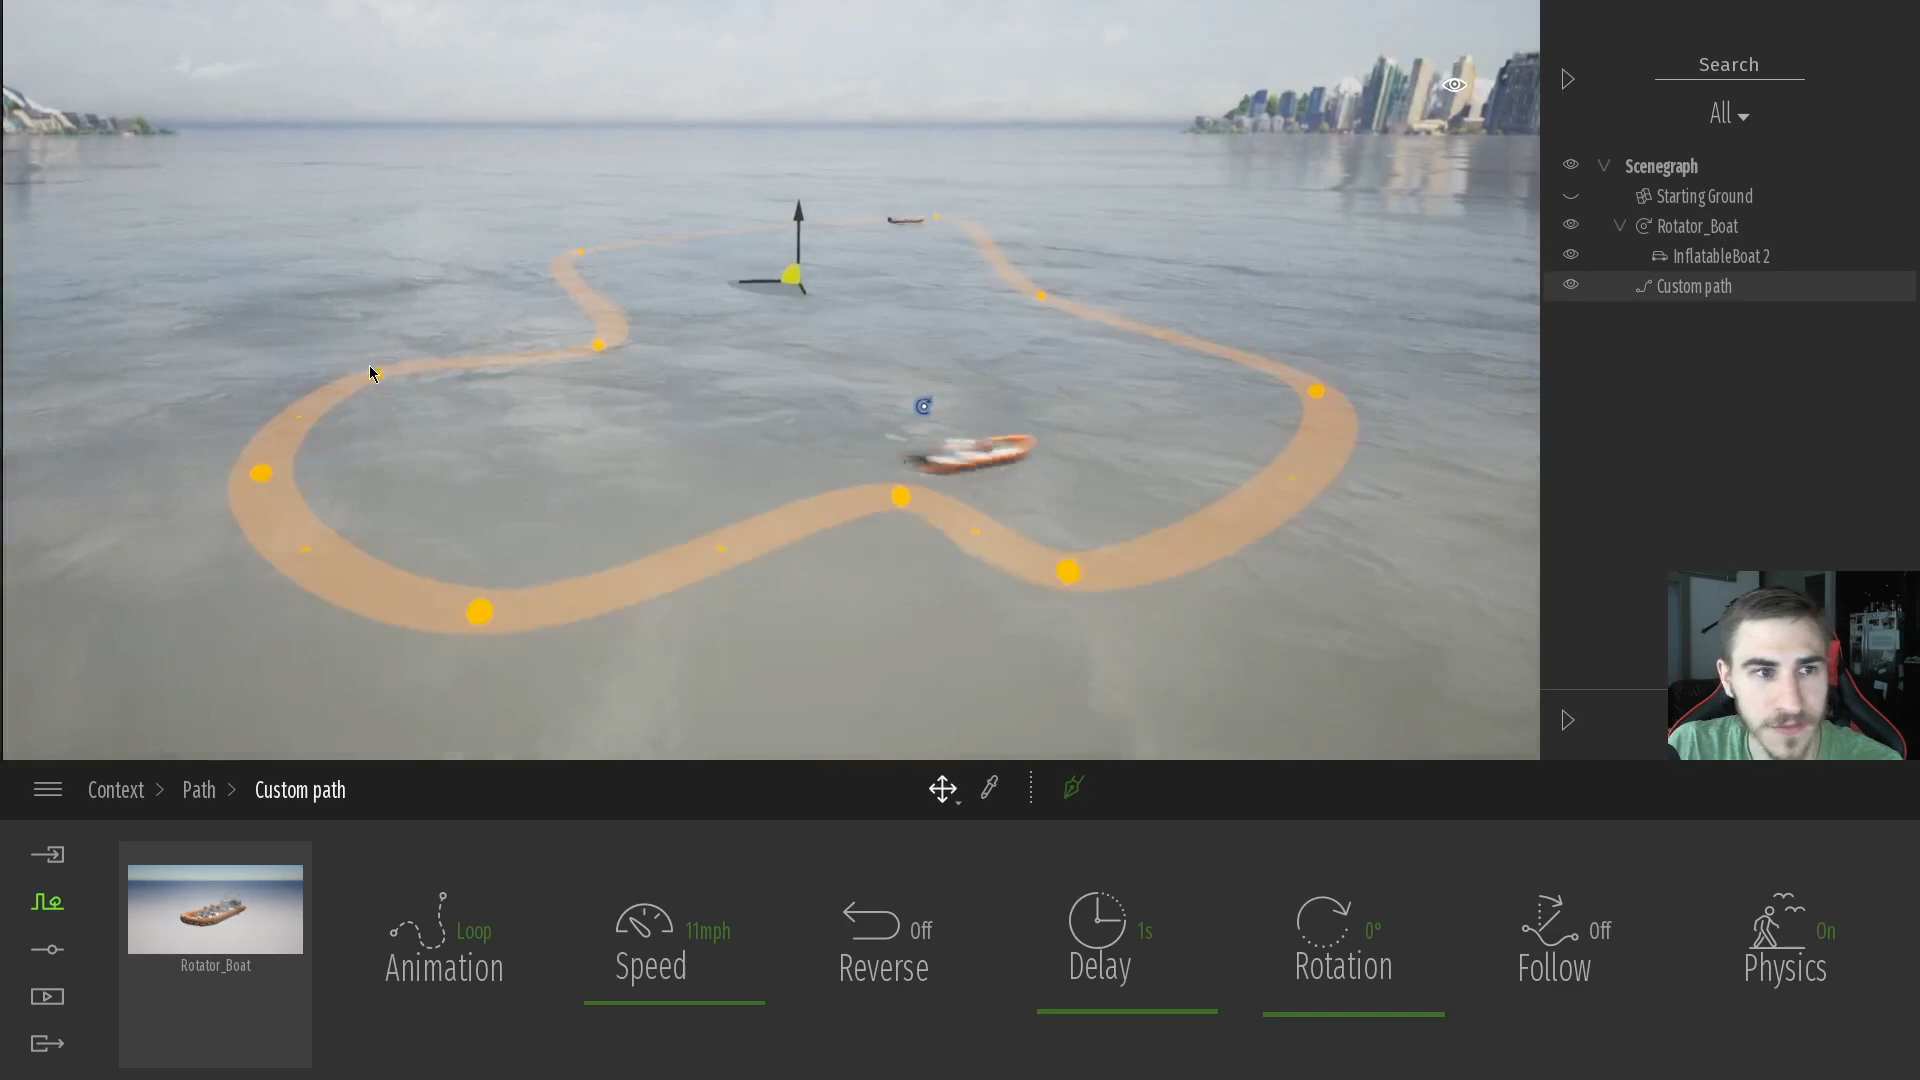 Search
All
Scenegraph
Starting Ground
Rotator_Boat
InflatableBoat 2
Custom path
Context > Path > Custom path
Rotator_Boat
Loop
Animation
11mph
Speed
Off
Reverse
1s
Delay
0°
Rotation
Off
Follow
On
Physics